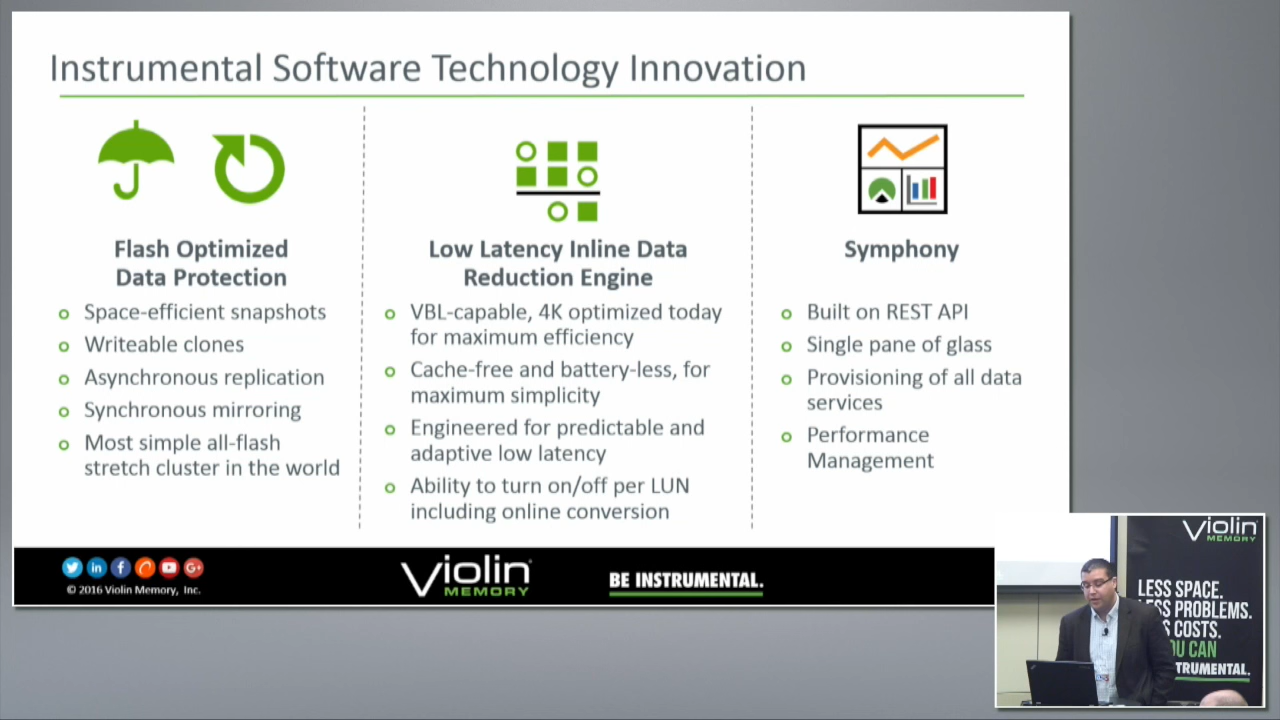 Instrumental Software Technology Innovation
Flash Optimized
Data Protection
Space-efficient snapshots
Writeable clones
Asynchronous replication
Synchronous mirroring
Most simple all-flash
stretch cluster in the world
Low Latency Inline Data
Reduction Engine
VBL-capable, 4K optimized today
for maximum efficiency
Cache-free and battery-less, for
maximum simplicity
Engineered for predictable and
adaptive low latency
Ability to turn on/off per LUN
including online conversion
Symphony
Built on REST API
Single pane of glass
Provisioning of all data
services
Performance
Management
© 2016 Violin Memory, Inc.
Violin
MEMORY
BE INSTRUMENTAL.
Violin
MEMORY
LESS SPACE.
PROBLEMS.
COSTS.
CAN
TRUMENTAL.